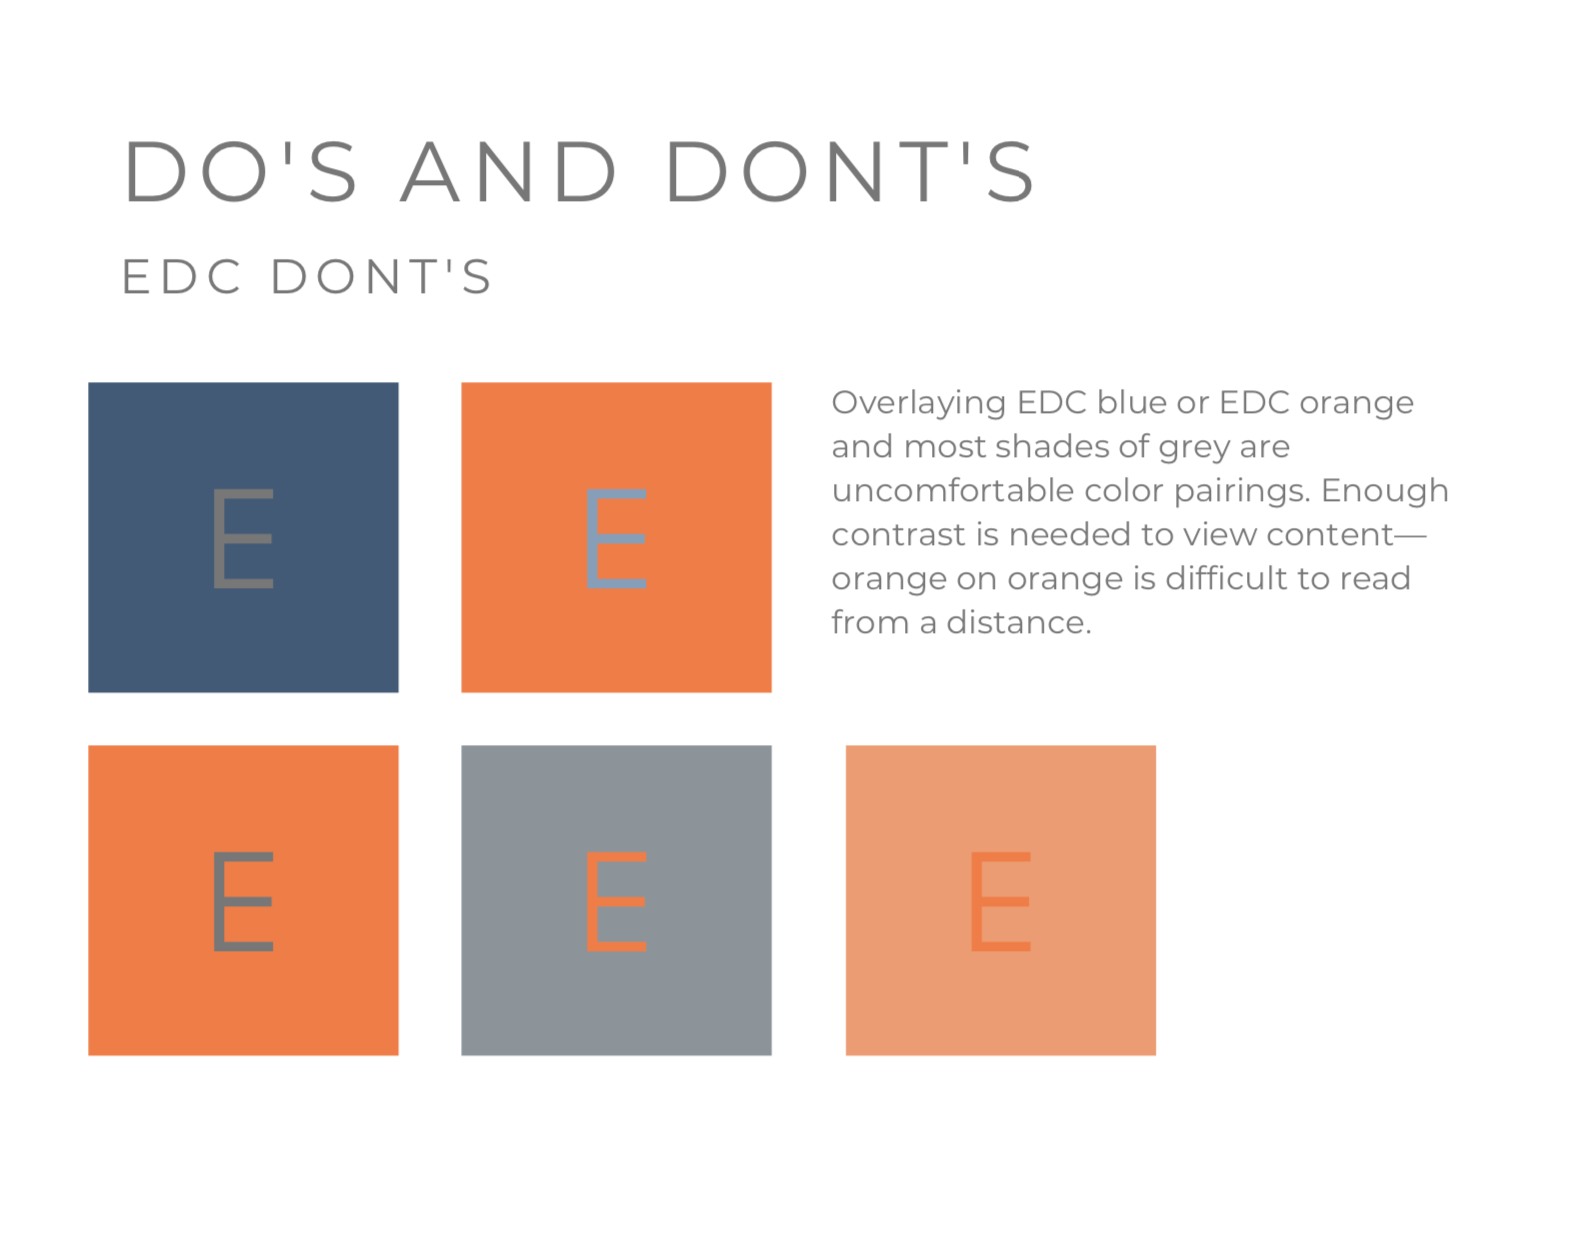 DO'S AND DONT'S
EDC DONT'S
E
E
Overlaying EDC blue or EDC orange
and most shades of grey are
uncomfortable color pairings. Enough
contrast is needed to view content—
orange on orange is difficult to read
from a distance.
E
E
E